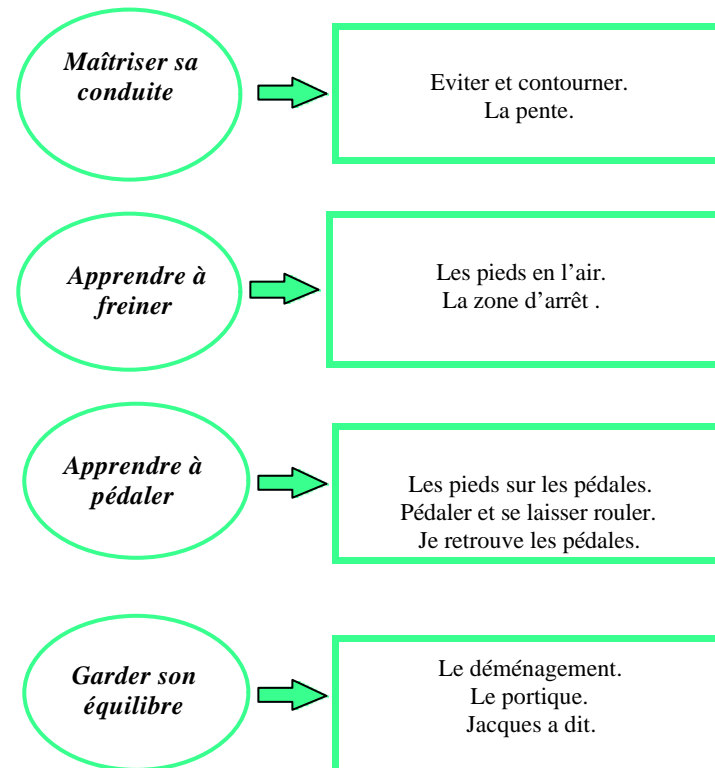 Maîtriser sa
conduite
Eviter et contourner.
La pente.
Apprendre à
freiner
Les pieds en l'air.
La zone d'arrêt .
Apprendre à
pédaler
Les pieds sur les pédales.
Pédaler et se laisser rouler.
Je retrouve les pédales.
Garder son
équilibre
Le déménagement.
Le portique.
Jacques a dit.